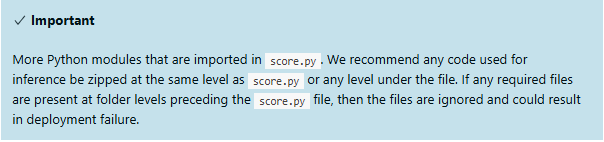 ✓ Important
More Python modules that are imported in score.py. We recommend any code used for
inference be zipped at the same level as score.py or any level under the file. If any required files
are present at folder levels preceding the score.py file, then the files are ignored and could result
in deployment failure.